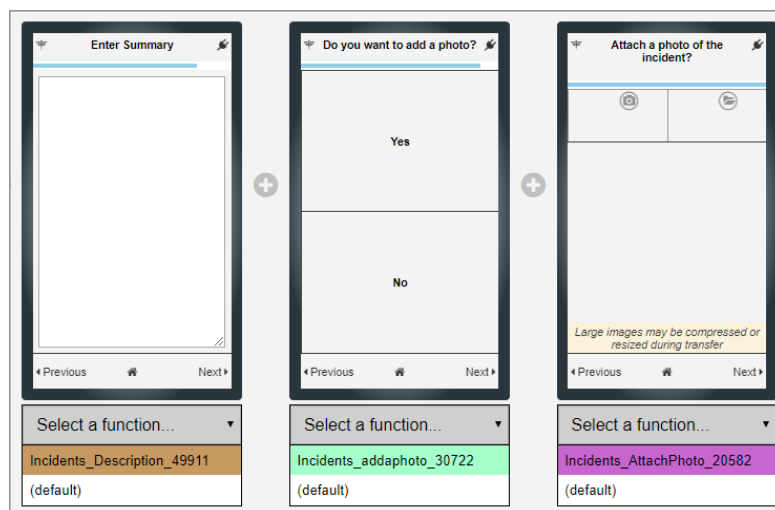 Enter Summary
Previous
Next
Select a function...
Incidents_Description_49911
(default)
Do you want to add a photo?
Yes
No
Previous
Next
Select a function...
Incidents_addaphoto_30722
(default)
Attach a photo of the
incident?
Large images may be compressed or
resized during transfer
Previous
Next
Select a function...
Incidents_AttachPhoto_20582
(default)